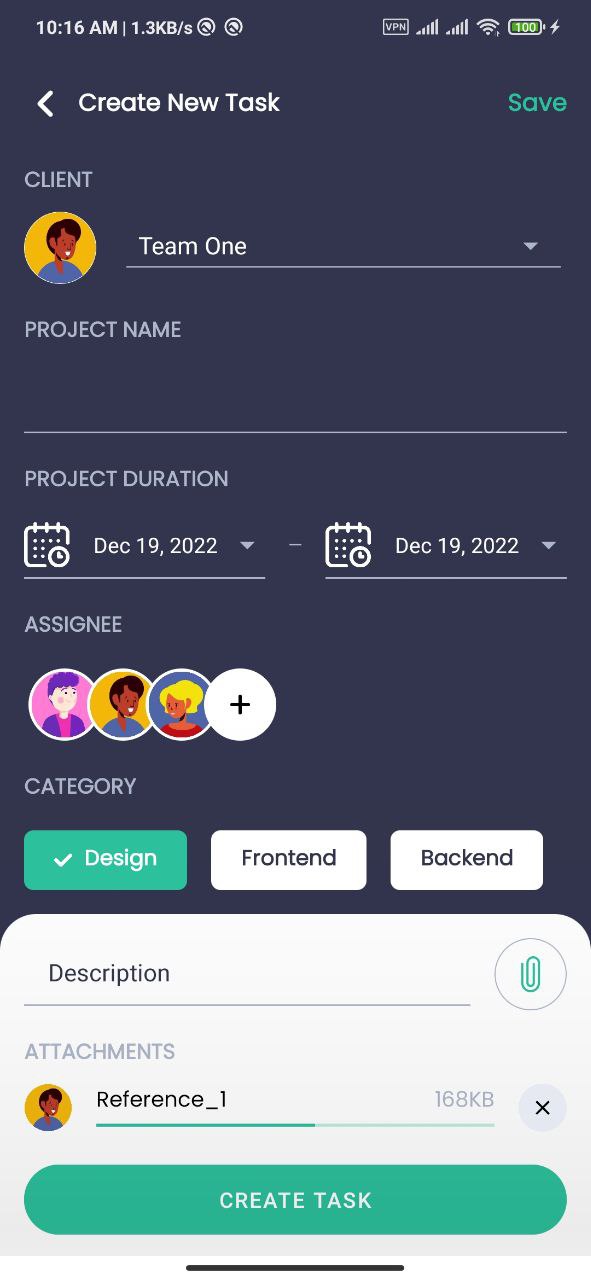 10:16 AM | 1.3KB/s VPN 100
Create New Task Save
CLIENT
Team One
PROJECT NAME
PROJECT DURATION
Dec 19, 2022 – Dec 19, 2022
ASSIGNEE
+
CATEGORY
Design Frontend Backend
Description
ATTACHMENTS
Reference_1 168KB
CREATE TASK